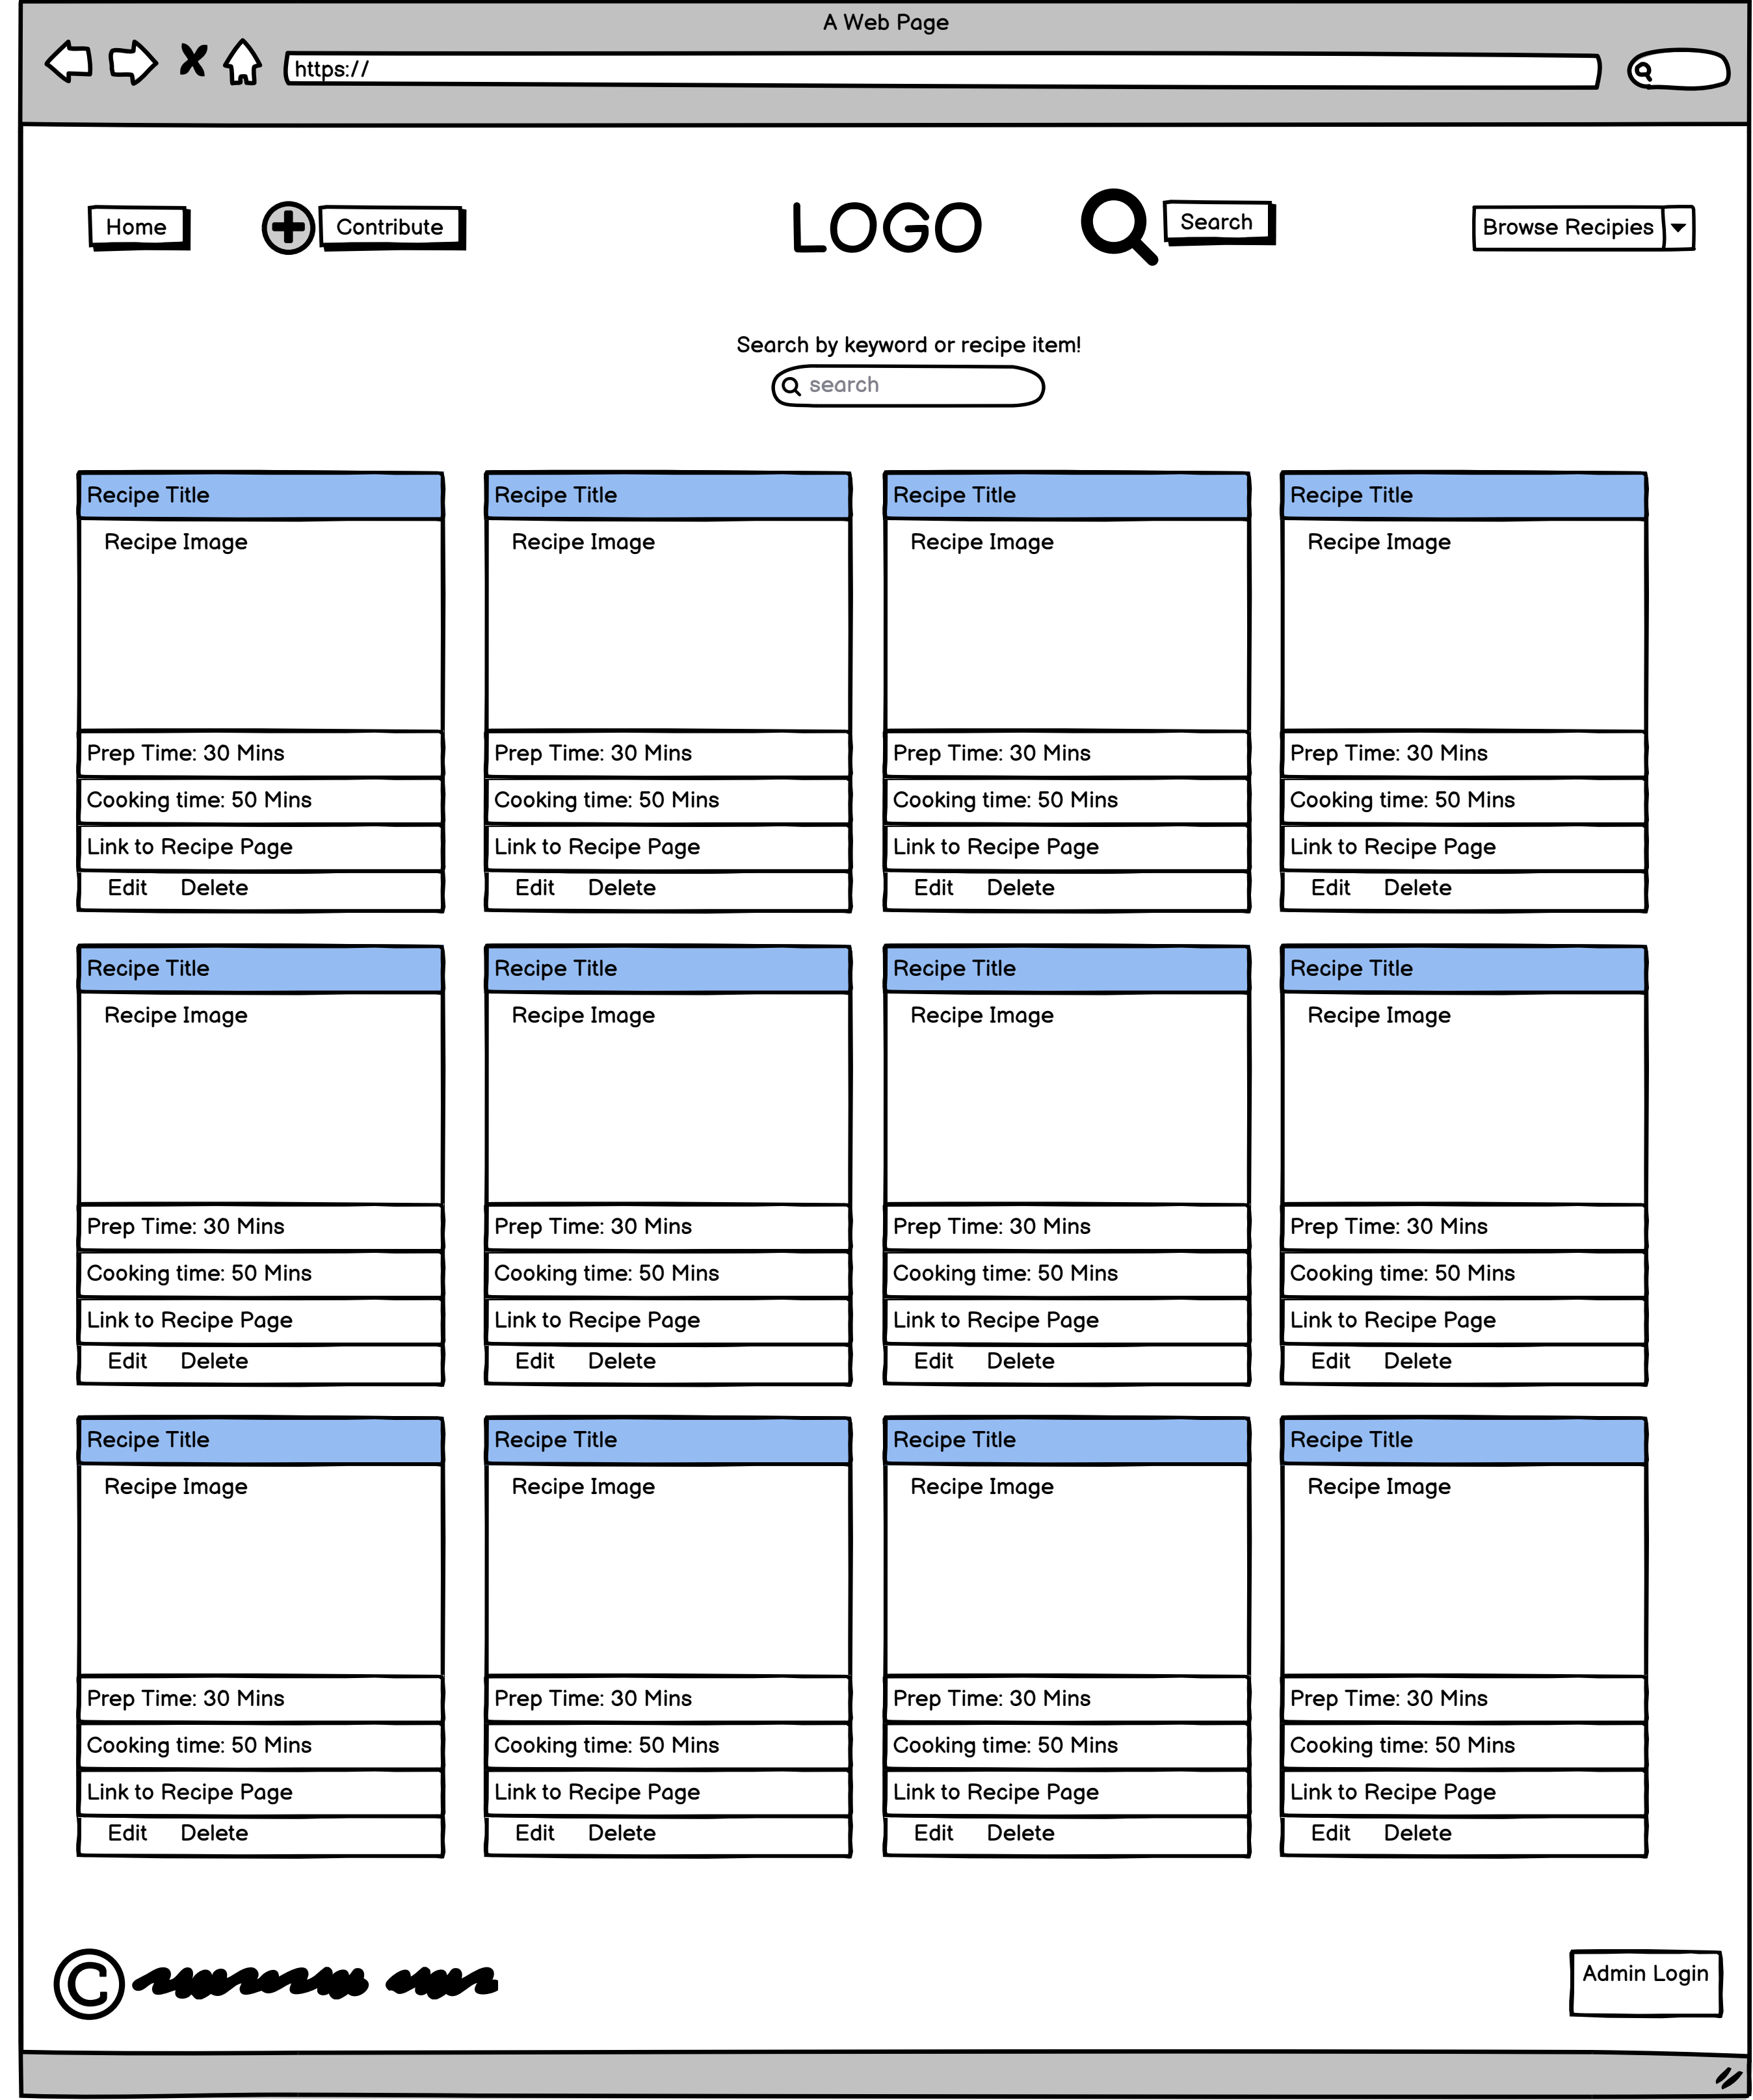 A Web Page
https://
Home Contribute LOGO Search Browse Recipies
Search by keyword or recipe item!
search
Recipe Title Recipe Title Recipe Title Recipe Title
Recipe Image Recipe Image Recipe Image Recipe Image
Prep Time: 30 Mins Prep Time: 30 Mins Prep Time: 30 Mins Prep Time: 30 Mins
Cooking time: 50 Mins Cooking time: 50 Mins Cooking time: 50 Mins Cooking time: 50 Mins
Link to Recipe Page Link to Recipe Page Link to Recipe Page Link to Recipe Page
Edit Delete Edit Delete Edit Delete Edit Delete
Recipe Title Recipe Title Recipe Title Recipe Title
Recipe Image Recipe Image Recipe Image Recipe Image
Prep Time: 30 Mins Prep Time: 30 Mins Prep Time: 30 Mins Prep Time: 30 Mins
Cooking time: 50 Mins Cooking time: 50 Mins Cooking time: 50 Mins Cooking time: 50 Mins
Link to Recipe Page Link to Recipe Page Link to Recipe Page Link to Recipe Page
Edit Delete Edit Delete Edit Delete Edit Delete
Recipe Title Recipe Title Recipe Title Recipe Title
Recipe Image Recipe Image Recipe Image Recipe Image
Prep Time: 30 Mins Prep Time: 30 Mins Prep Time: 30 Mins Prep Time: 30 Mins
Cooking time: 50 Mins Cooking time: 50 Mins Cooking time: 50 Mins Cooking time: 50 Mins
Link to Recipe Page Link to Recipe Page Link to Recipe Page Link to Recipe Page
Edit Delete Edit Delete Edit Delete Edit Delete
© Admin Login